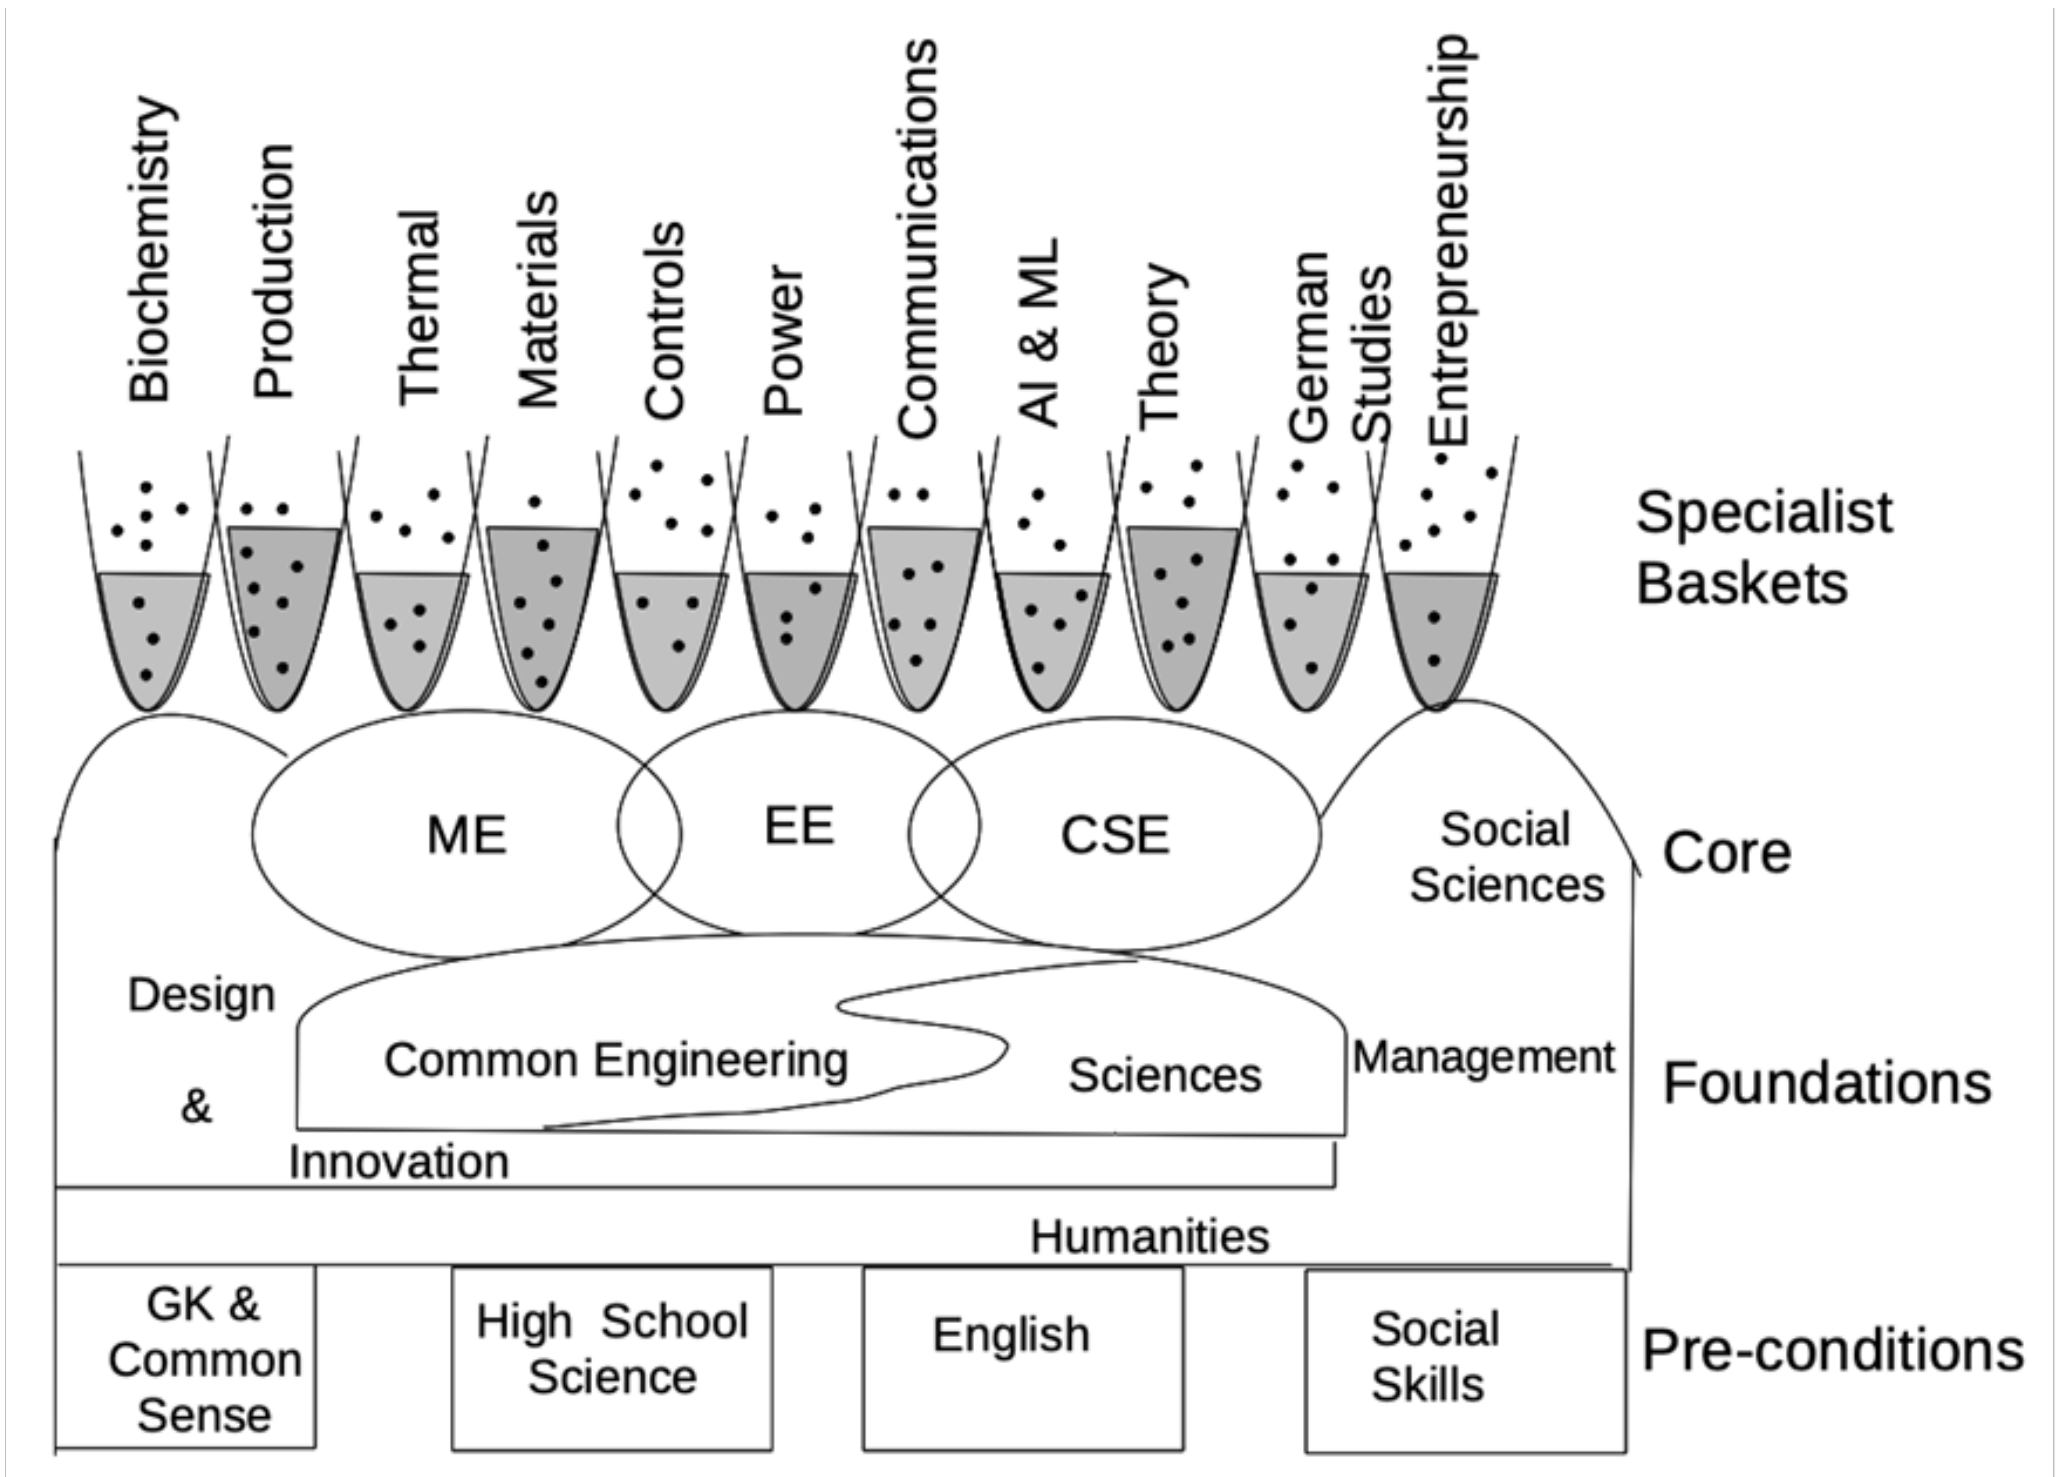 Biochemistry
Production
Thermal
Materials
Controls
Power
Communications
AI & ML
Theory
German
Studies
Entrepreneurship
Specialist
Baskets
ME
EE
CSE
Social
Sciences
Core
Design
&
Innovation
Common Engineering
Sciences
Management
Foundations
Humanities
GK &
Common
Sense
High School
Science
English
Social
Skills
Pre-conditions